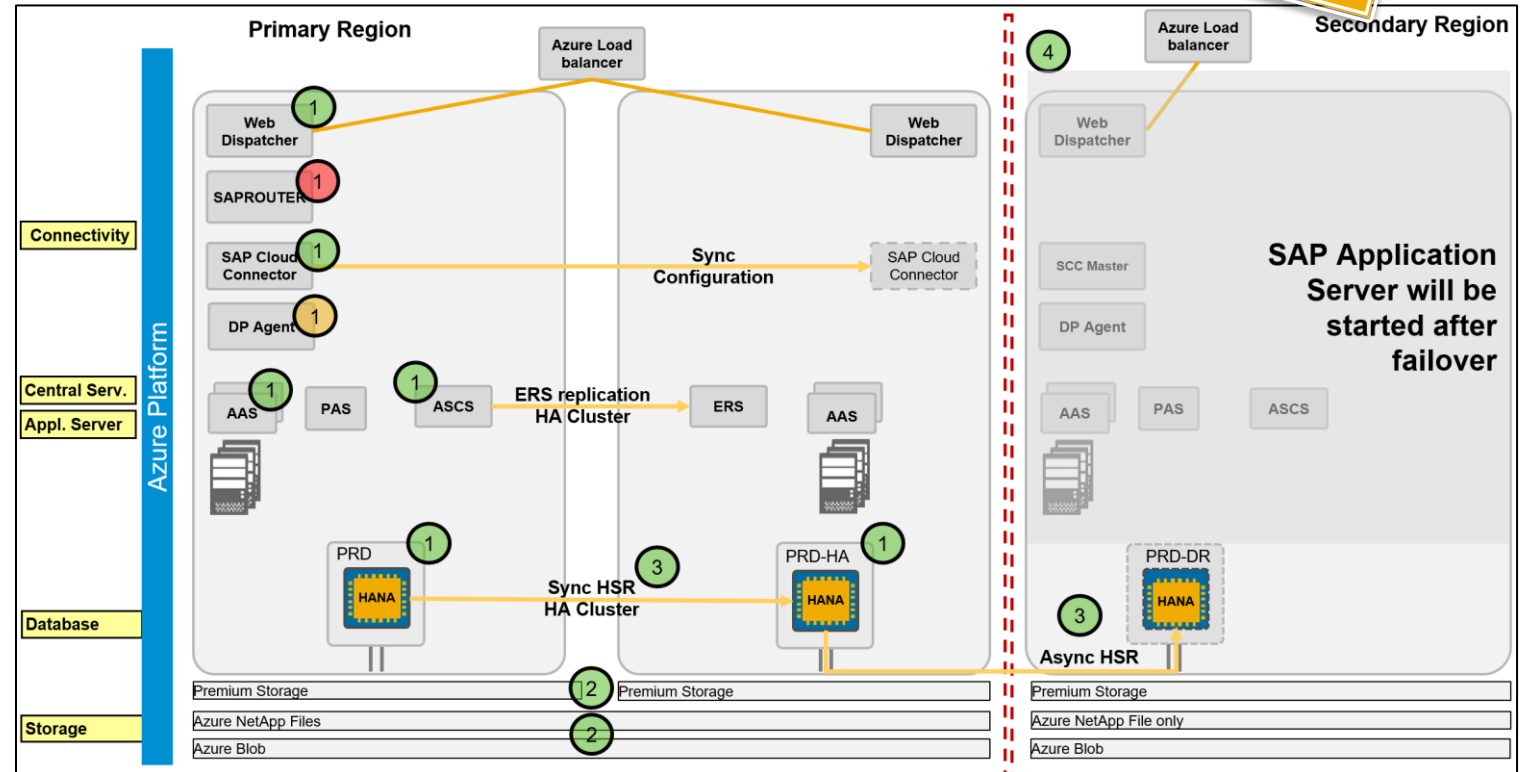 Primary Region
Secondary Region
Azure Load
balancer
Azure Load
balancer
4
Web
Dispatcher
1
Web
Dispatcher
Web
Dispatcher
SAPROUTER
1
Connectivity
SAP Cloud
Connector
1
Sync
Configuration
SAP Cloud
Connector
SCC Master
SAP Application
Server will be
started after
failover
DP Agent
1
DP Agent
Azure Platform
Central Serv.
Appl. Server
AAS
1
PAS
1
ASCS
ERS replication
HA Cluster
ERS
AAS
AAS
PAS
ASCS
PRD
1
HANA
Sync HSR
HA Cluster
3
PRD-HA
1
HANA
PRD-DR
HANA
3
Async HSR
Database
Premium Storage
2
Premium Storage
Premium Storage
Storage
Azure NetApp Files
2
Azure NetApp File only
Azure Blob
Azure Blob